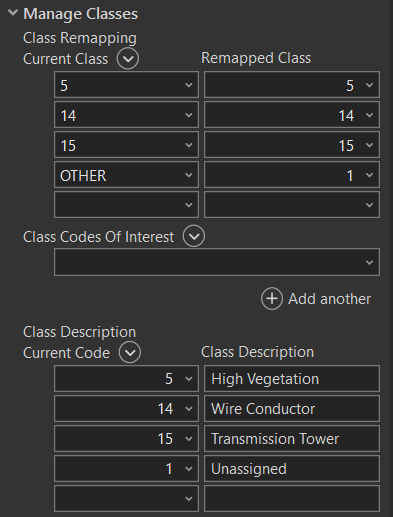 Manage Classes
Class Remapping
Current Class Remapped Class
5 5
14 14
15 15
OTHER 1
Class Codes Of Interest
Add another
Class Description
Current Code Class Description
5 High Vegetation
14 Wire Conductor
15 Transmission Tower
1 Unassigned